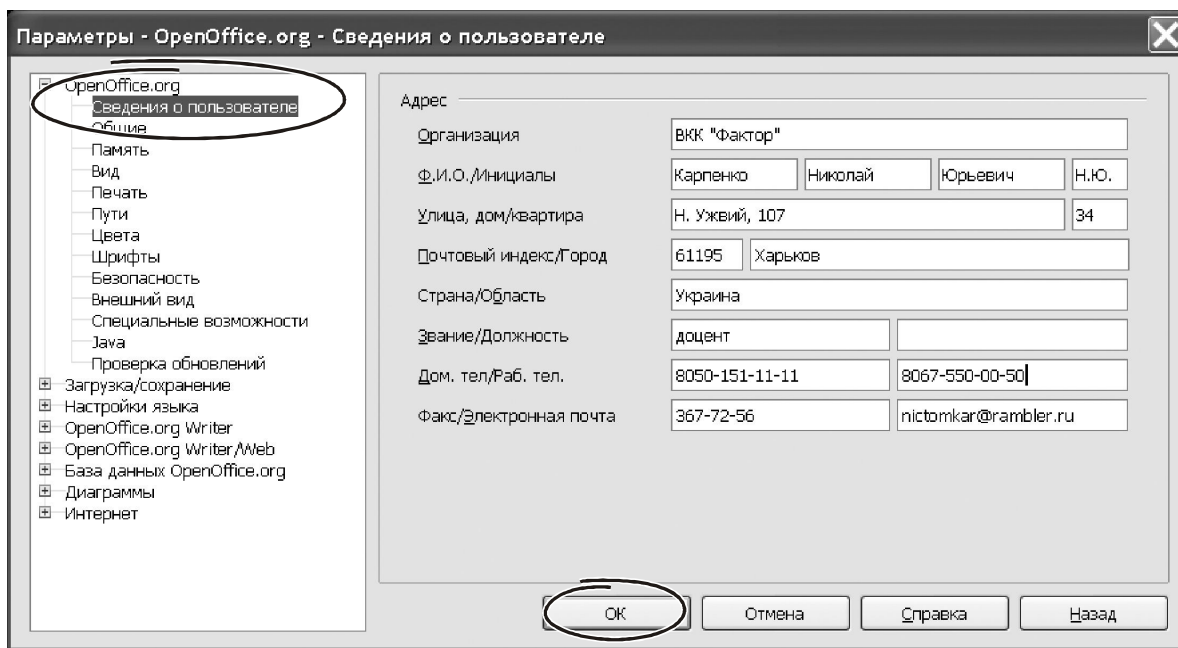 Параметры - OpenOffice.org - Сведения о пользователе
OpenOffice.org
Сведения о пользователе
Общие
Память
Вид
Печать
Пути
Цвета
Шрифты
Безопасность
Внешний вид
Специальные возможности
Java
Проверка обновлений
Загрузка/сохранение
Настройки языка
OpenOffice.org Writer
OpenOffice.org Writer/Web
База данных OpenOffice.org
Диаграммы
Интернет
Адрес
Организация ВКК "Фактор"
Ф.И.О./Инициалы Карпенко Николай Юрьевич Н.Ю.
Улица, дом/квартира Н. Ужвий, 107 34
Почтовый индекс/Город 61195 Харьков
Страна/Область Украина
Звание/Должность доцент
Дом. тел/Раб. тел. 8050-151-11-11 8067-550-00-50
Факс/Электронная почта 367-72-56 nictomkar@rambler.ru
ОК Отмена Справка Назад